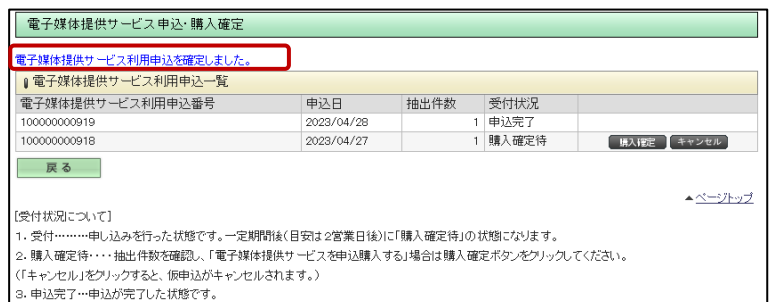 電子媒体提供サービス申込・購入確定
電子媒体提供サービス利用申込を確定しました。
電子媒体提供サービス利用申込一覧
電子媒体提供サービス利用申込番号 申込日 抽出件数 受付状況
100000000919 2023/04/28 1 申込完了
100000000918 2023/04/27 1 購入確定待 購入確定 キャンセル
戻る
▲ページトップ
[受付状況について]
1. 受付………申し込みを行った状態です。一定期間後(目安は2営業日後)に「購入確定待」の状態になります。
2. 購入確定待・・・・抽出件数を確認し、「電子媒体提供サービスを申込購入する」場合は購入確定ボタンをクリックしてください。
(「キャンセル」をクリックすると、仮申込がキャンセルされます。)
3. 申込完了…申込が完了した状態です。